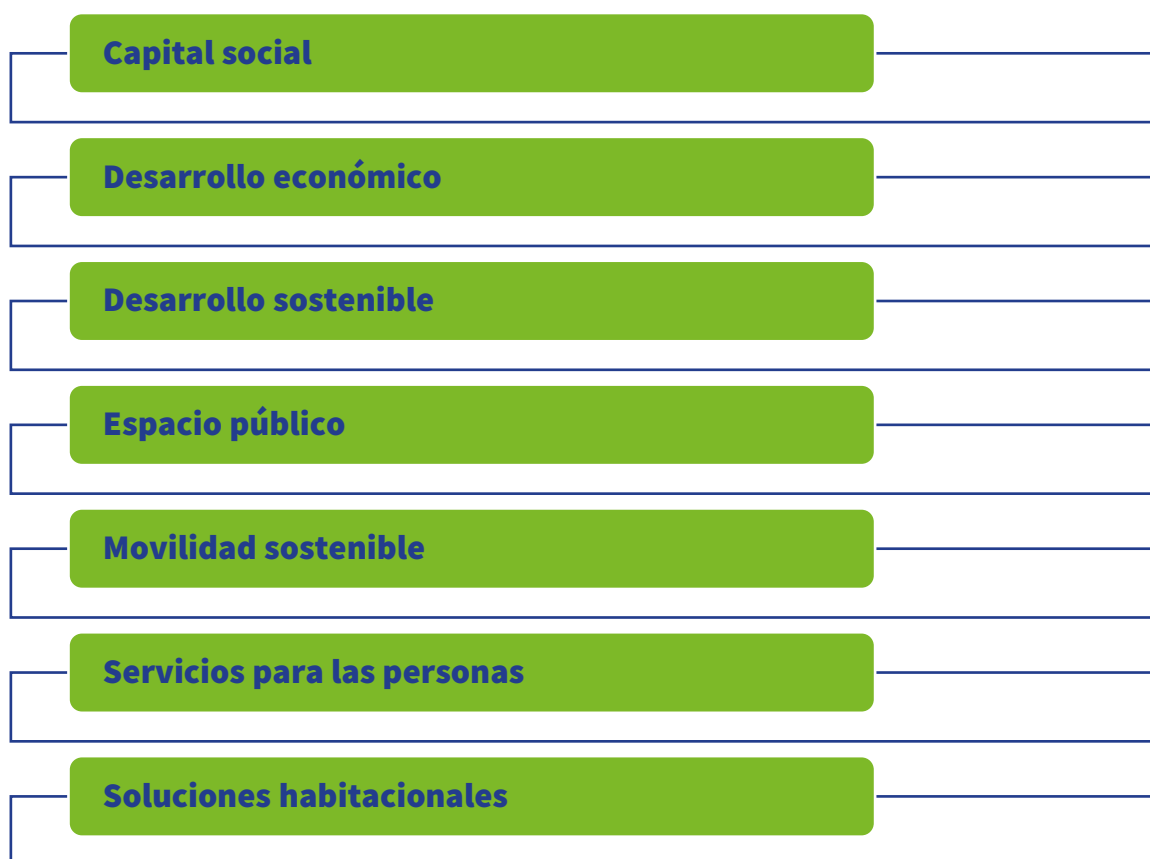 Capital social
Desarrollo económico
Desarrollo sostenible
Espacio público
Movilidad sostenible
Servicios para las personas
Soluciones habitacionales